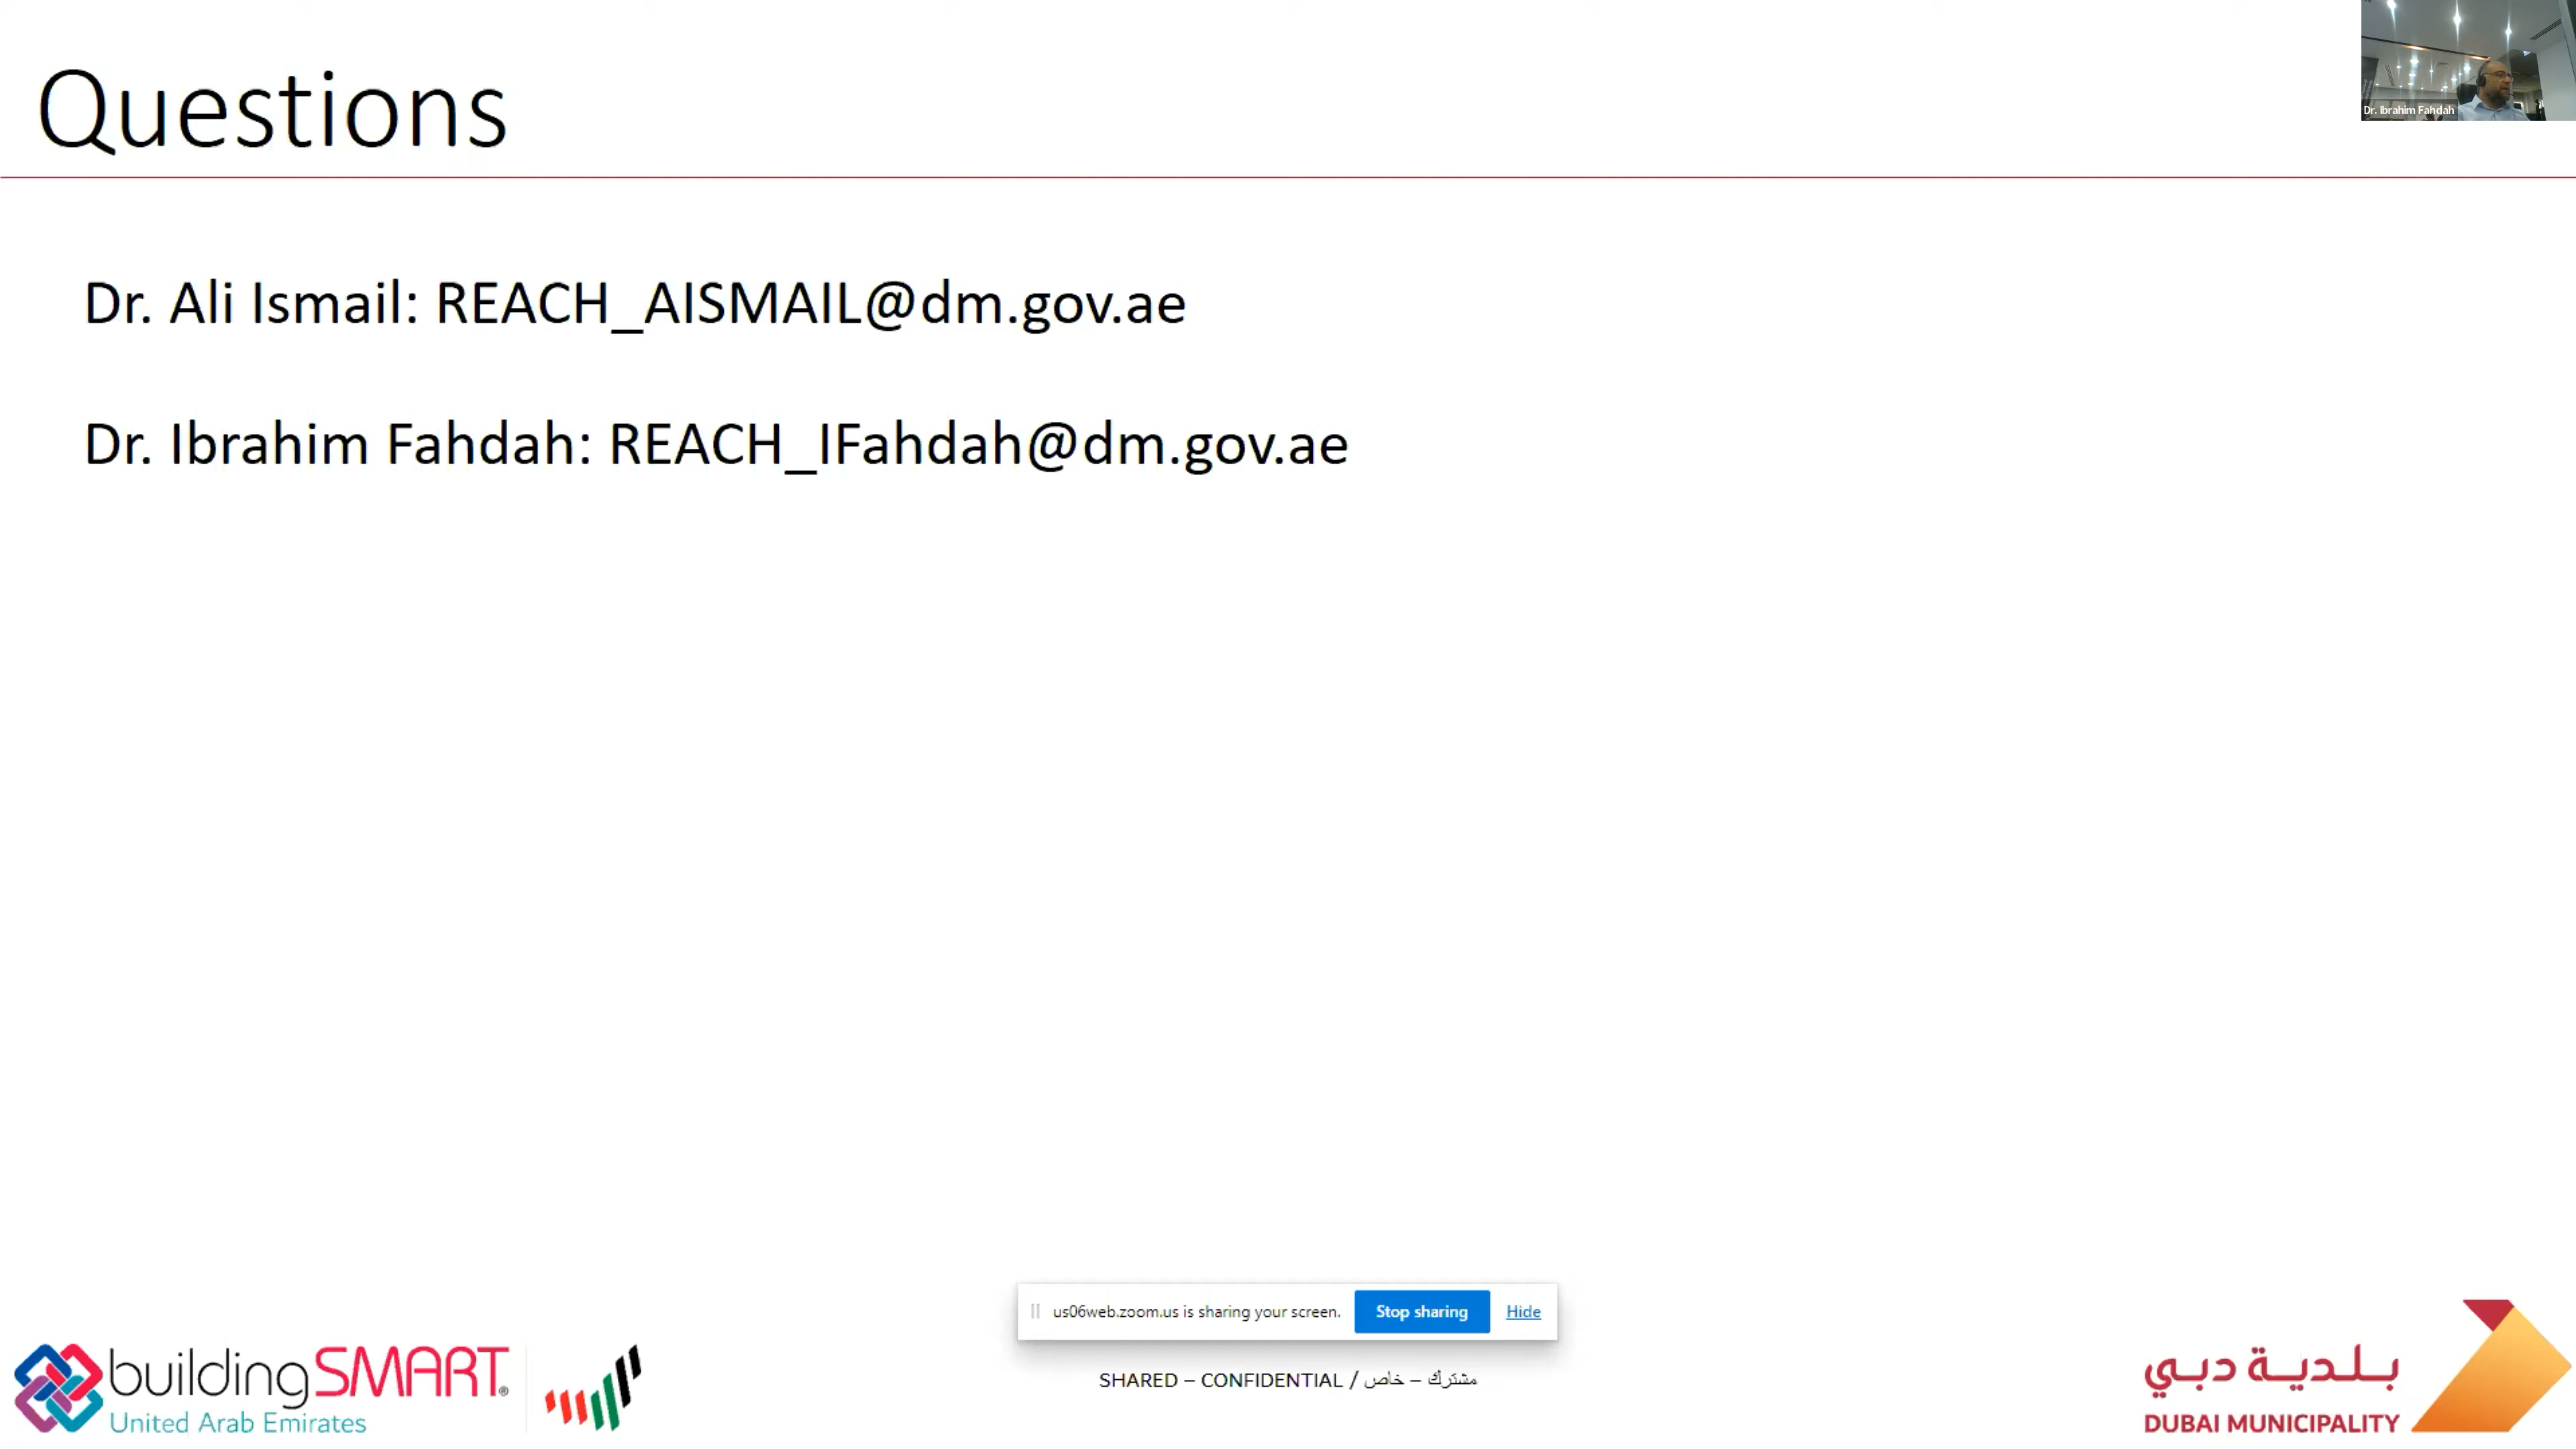 Questions
Dr. Ibrahim Fahdah
Dr. Ali Ismail: REACH_AISMAIL@dm.gov.ae
Dr. Ibrahim Fahdah: REACH_IFahdah@dm.gov.ae
us06web.zoom.us is sharing your screen. Stop sharing Hide
buildingSMART®
United Arab Emirates
SHARED – CONFIDENTIAL / مشترك – خاص
بلدية دبي
DUBAI MUNICIPALITY